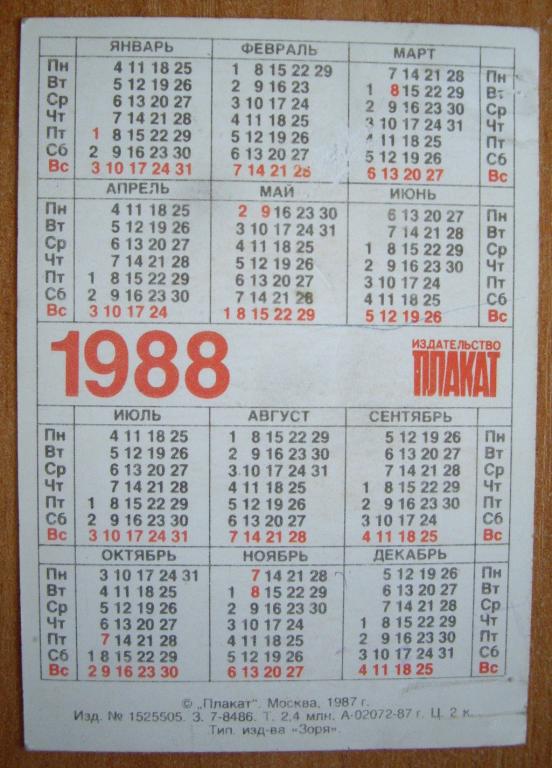 ЯНВАРЬ ФЕВРАЛЬ МАРТ
Пн 4 11 18 25 1 8 15 22 29 7 14 21 28 Пн
Вт 5 12 19 26 2 9 16 23 1 8 15 22 29 Вт
Ср 6 13 20 27 3 10 17 24 2 9 16 23 30 Ср
Чт 7 14 21 28 4 11 18 25 3 10 17 24 31 Чт
Пт 1 8 15 22 29 5 12 19 26 4 11 18 25 Пт
Сб 2 9 16 23 30 6 13 20 27 5 12 19 26 Сб
Вс 3 10 17 24 31 7 14 21 28 6 13 20 27 Вс
АПРЕЛЬ МАЙ ИЮНЬ
Пн 4 11 18 25 2 9 16 23 30 6 13 20 27 Пн
Вт 5 12 19 26 3 10 17 24 31 7 14 21 28 Вт
Ср 6 13 20 27 4 11 18 25 1 8 15 22 29 Ср
Чт 7 14 21 28 5 12 19 26 2 9 16 23 30 Чт
Пт 1 8 15 22 29 6 13 20 27 3 10 17 24 Пт
Сб 2 9 16 23 30 7 14 21 28 4 11 18 25 Сб
Вс 3 10 17 24 1 8 15 22 29 5 12 19 26 Вс
1988 ИЗДАТЕЛЬСТВО
ПЛАКАТ
ИЮЛЬ АВГУСТ СЕНТЯБРЬ
Пн 4 11 18 25 1 8 15 22 29 5 12 19 26 Пн
Вт 5 12 19 26 2 9 16 23 30 6 13 20 27 Вт
Ср 6 13 20 27 3 10 17 24 31 7 14 21 28 Ср
Чт 7 14 21 28 4 11 18 25 1 8 15 22 29 Чт
Пт 1 8 15 22 29 5 12 19 26 2 9 16 23 30 Пт
Сб 2 9 16 23 30 6 13 20 27 3 10 17 24 Сб
Вс 3 10 17 24 31 7 14 21 28 4 11 18 25 Вс
ОКТЯБРЬ НОЯБРЬ ДЕКАБРЬ
Пн 3 10 17 24 31 7 14 21 28 5 12 19 26 Пн
Вт 4 11 18 25 1 8 15 22 29 6 13 20 27 Вт
Ср 5 12 19 26 2 9 16 23 30 7 14 21 28 Ср
Чт 6 13 20 27 3 10 17 24 1 8 15 22 29 Чт
Пт 7 14 21 28 4 11 18 25 2 9 16 23 30 Пт
Сб 1 8 15 22 29 5 12 19 26 3 10 17 24 31 Сб
Вс 2 9 16 23 30 6 13 20 27 4 11 18 25 Вс
© „Плакат". Москва, 1987 г.
Изд. № 1525505. З. 7-8486. Т. 2,4 млн. А-02072-87 г. Ц. 2 к.
Тип. изд-ва «Зоря».